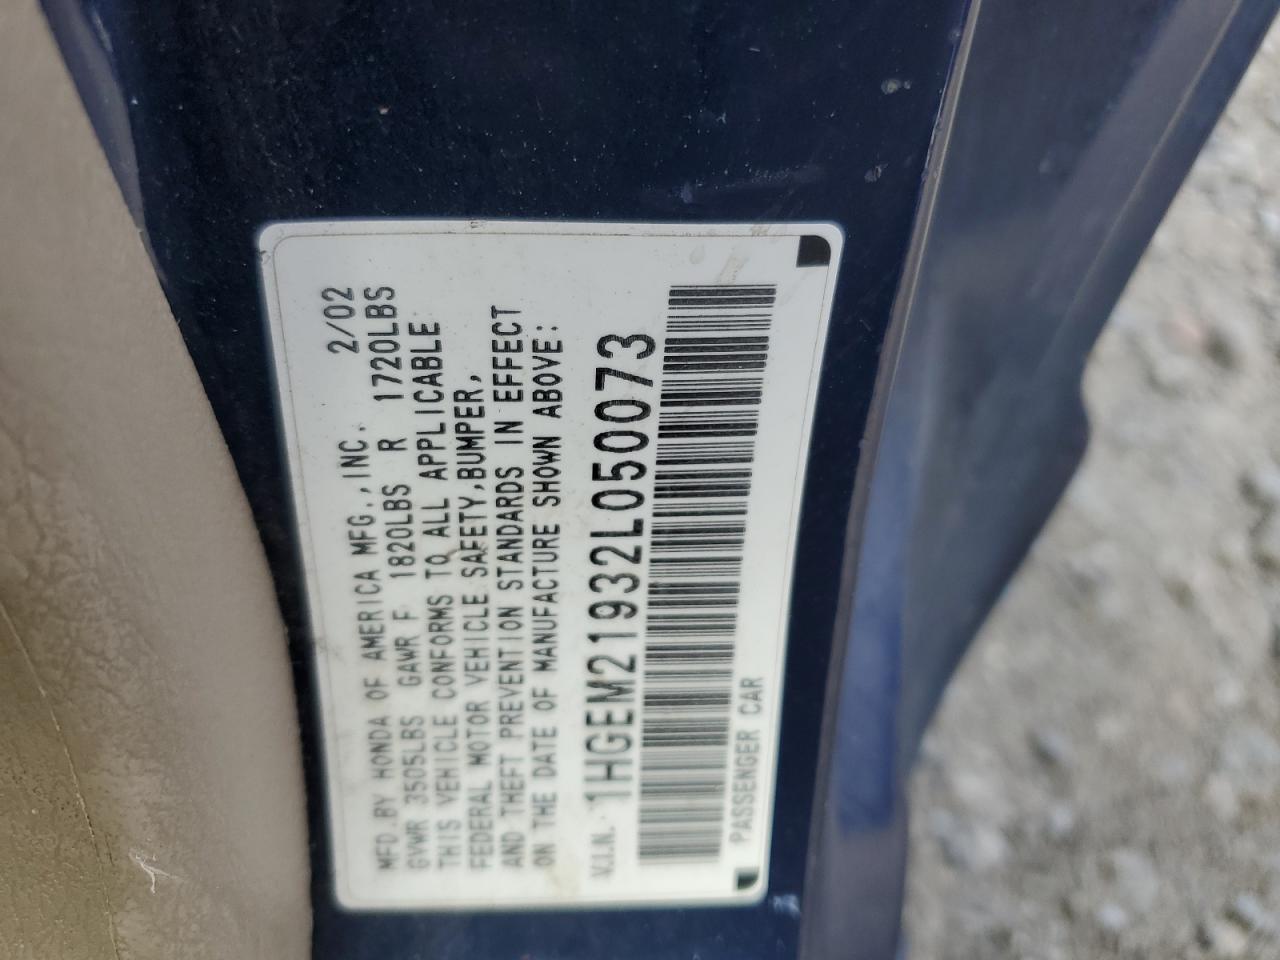 MFD.BY HONDA OF AMERICA MFG.,INC. 2/02
GVWR 3505LBS GAWR F 1820LBS R 1720LBS
THIS VEHICLE CONFORMS TO ALL APPLICABLE
FEDERAL MOTOR VEHICLE SAFETY,BUMPER,
AND THEFT PREVENTION STANDARDS IN EFFECT
ON THE DATE OF MANUFACTURE SHOWN ABOVE:
V.I.N. 1HGEM21932L050073
PASSENGER CAR